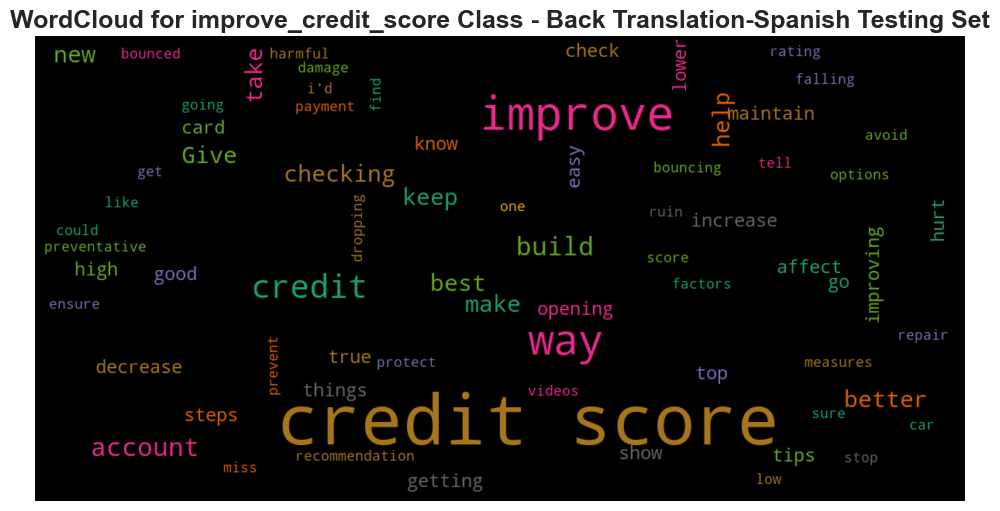 WordCloud for improve_credit_score Class - Back Translation-Spanish Testing Set
new
bounced
take
harmful
damage
i'd
payment
find
check
lower
rating
falling
going
card
Give
improve
help
maintain
avoid
know
checking
keep
easy
bouncing
tell
options
get
like
one
ruin
increase
hurt
could
preventative
dropping
build
score
improving
high
good
credit
best
affect
go
factors
make
opening
ensure
way
repair
decrease
prevent
true
protect
measures
things
videos
top
better
credit score
steps
sure
car
account
recommendation
show
tips
stop
miss
getting
low